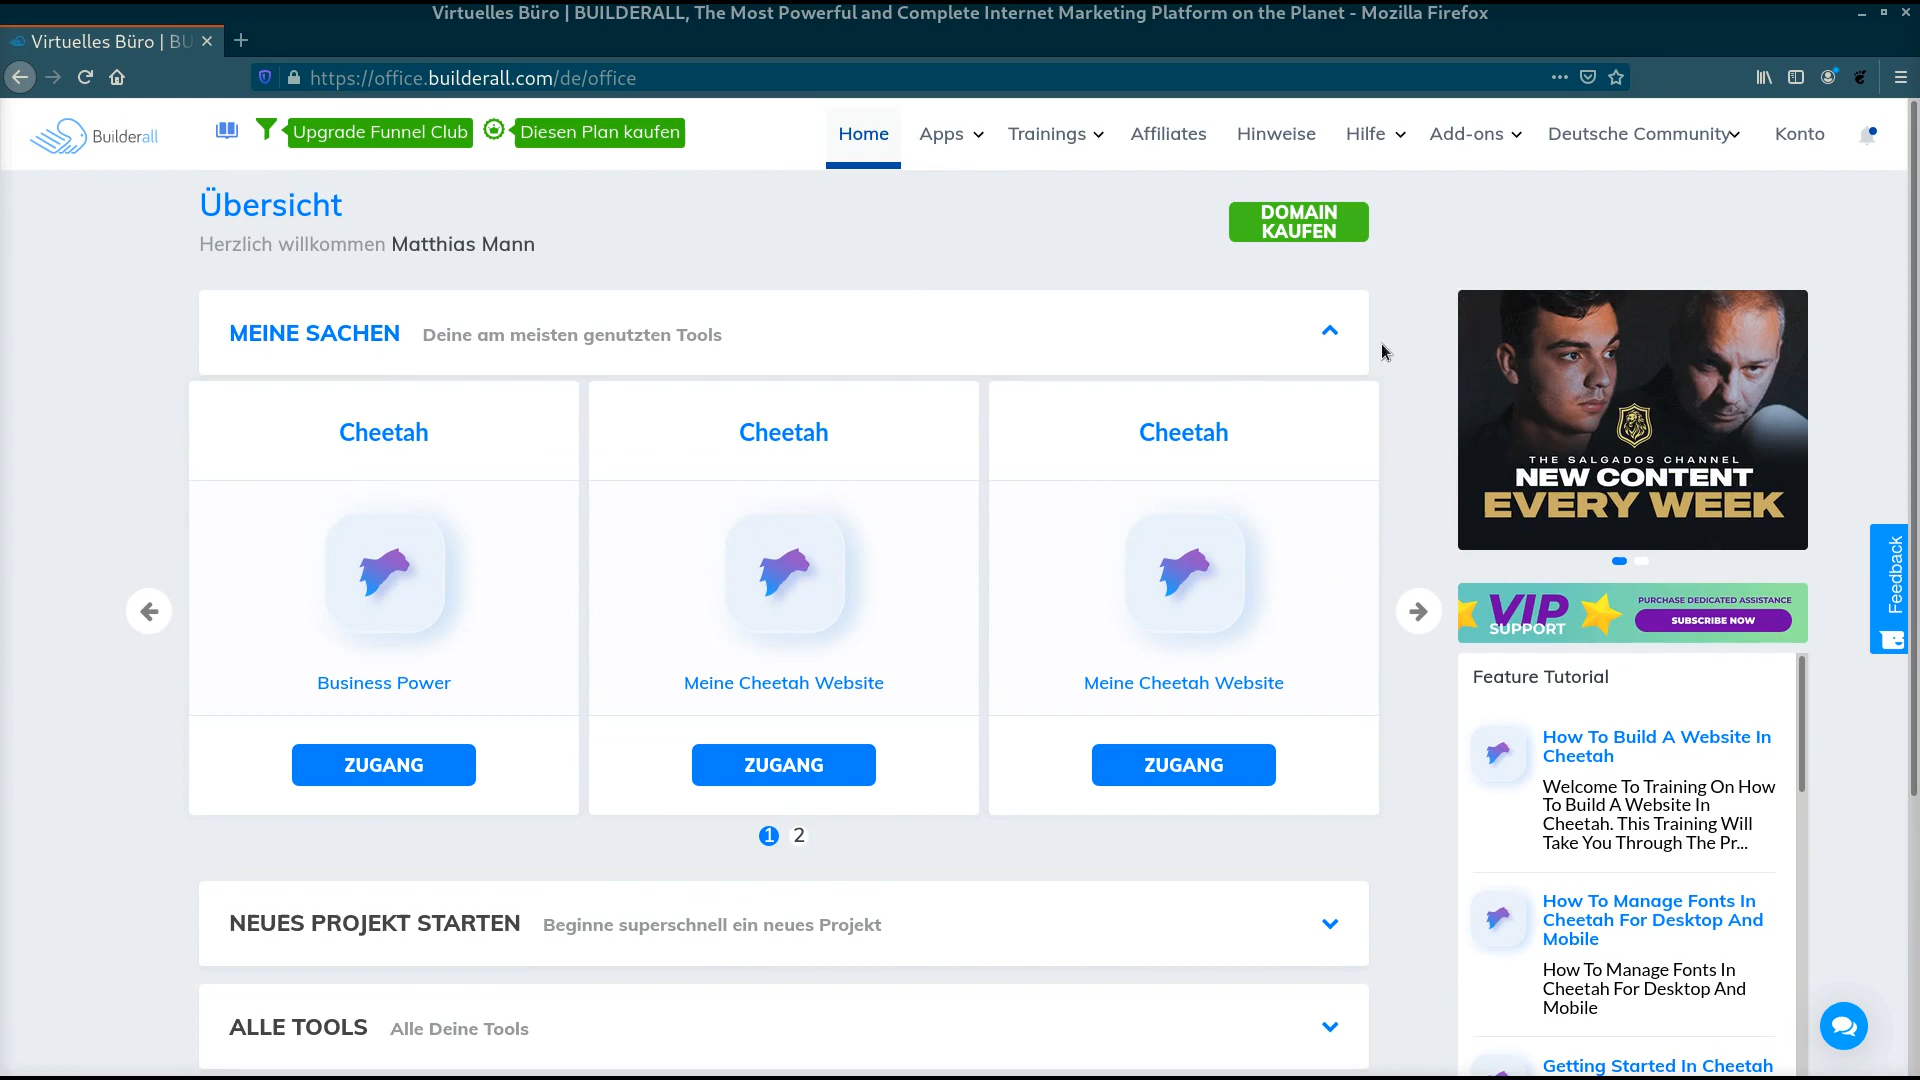 Virtuelles Büro | BUILDERALL, The Most Powerful and Complete Internet Marketing Platform on the Planet - Mozilla Firefox
Virtuelles Büro | BU
https://office.builderall.com/de/office
Builderall
Upgrade Funnel Club
Diesen Plan kaufen
Home
Apps
Trainings
Affiliates
Hinweise
Hilfe
Add-ons
Deutsche Community
Konto
Übersicht
Herzlich willkommen Matthias Mann
DOMAIN
KAUFEN
MEINE SACHEN Deine am meisten genutzten Tools
Cheetah
Business Power
ZUGANG
Cheetah
Meine Cheetah Website
ZUGANG
Cheetah
Meine Cheetah Website
ZUGANG
1 2
NEUES PROJEKT STARTEN Beginne superschnell ein neues Projekt
ALLE TOOLS Alle Deine Tools
THE SALGADOS CHANNEL
NEW CONTENT
EVERY WEEK
VIP
SUPPORT
PURCHASE DEDICATED ASSISTANCE
SUBSCRIBE NOW
Feedback
Feature Tutorial
How To Build A Website In
Cheetah
Welcome To Training On How
To Build A Website In
Cheetah. This Training Will
Take You Through The Pr...
How To Manage Fonts In
Cheetah For Desktop And
Mobile
How To Manage Fonts In
Cheetah For Desktop And
Mobile
Getting Started In Cheetah